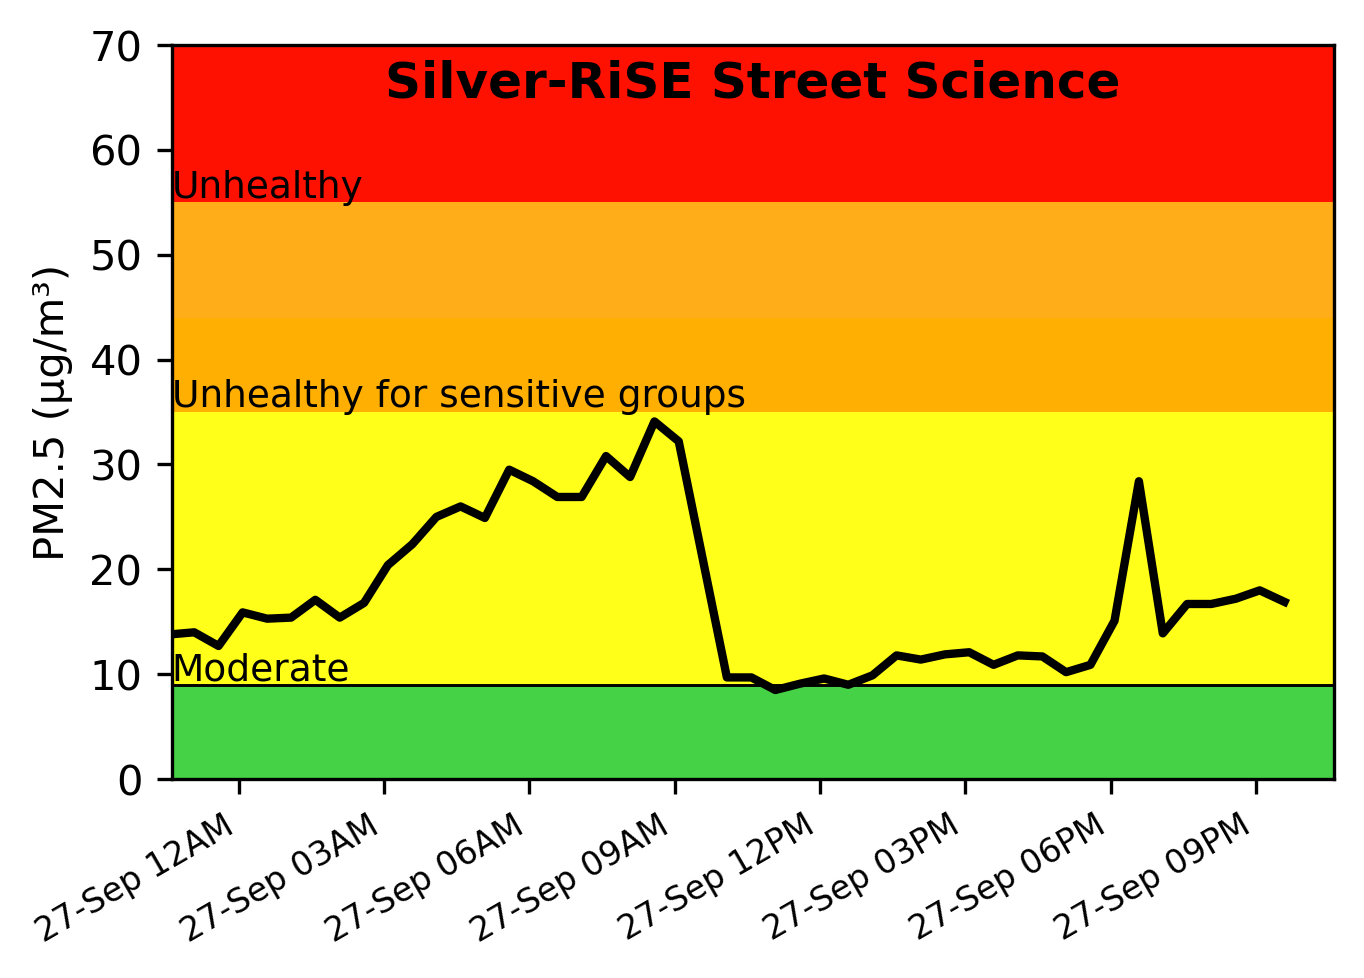 Silver-RiSE Street Science
PM2.5 (µg/m³)
70
60
50
40
30
20
10
0
Unhealthy
Unhealthy for sensitive groups
Moderate
27-Sep 12AM
27-Sep 03AM
27-Sep 06AM
27-Sep 09AM
27-Sep 12PM
27-Sep 03PM
27-Sep 06PM
27-Sep 09PM